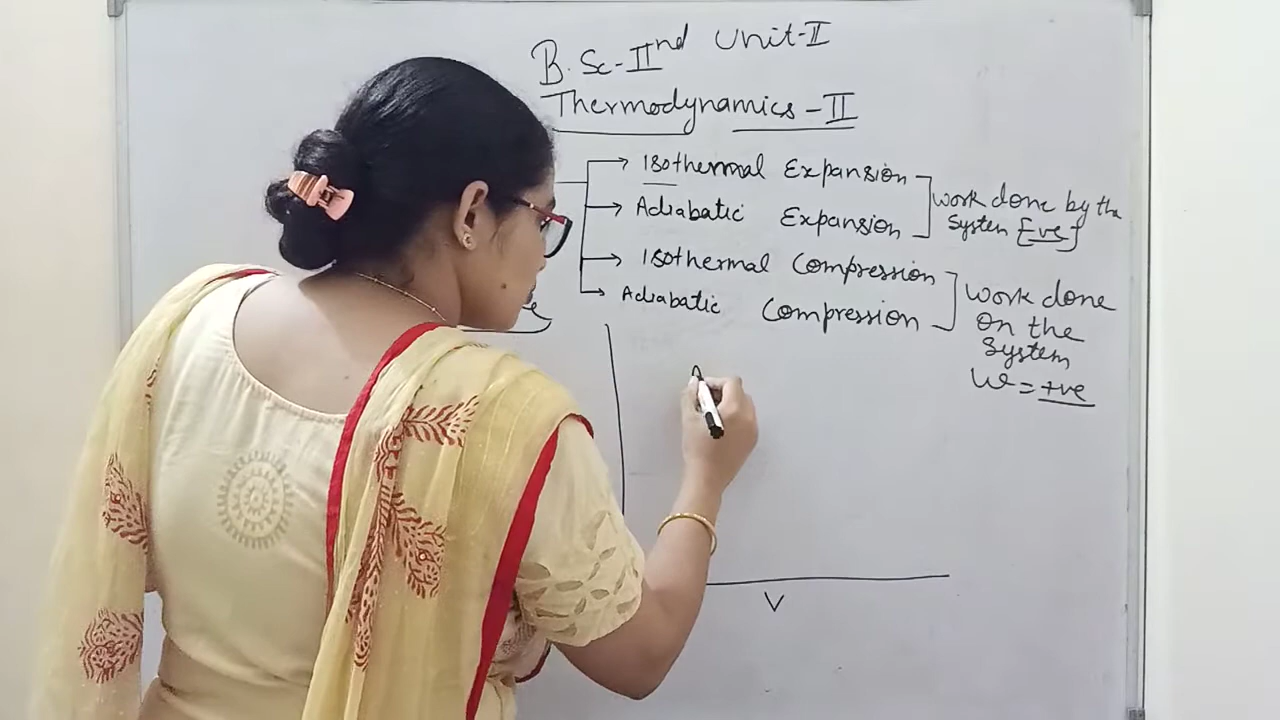 B.Sc-IInd Unit-I
Thermodynamics-II
Isothermal Expansion
Adiabatic Expansion
work done by the
system [-ve]
Isothermal Compression
Adiabatic Compression
work done
on the
system
W = +ve
V